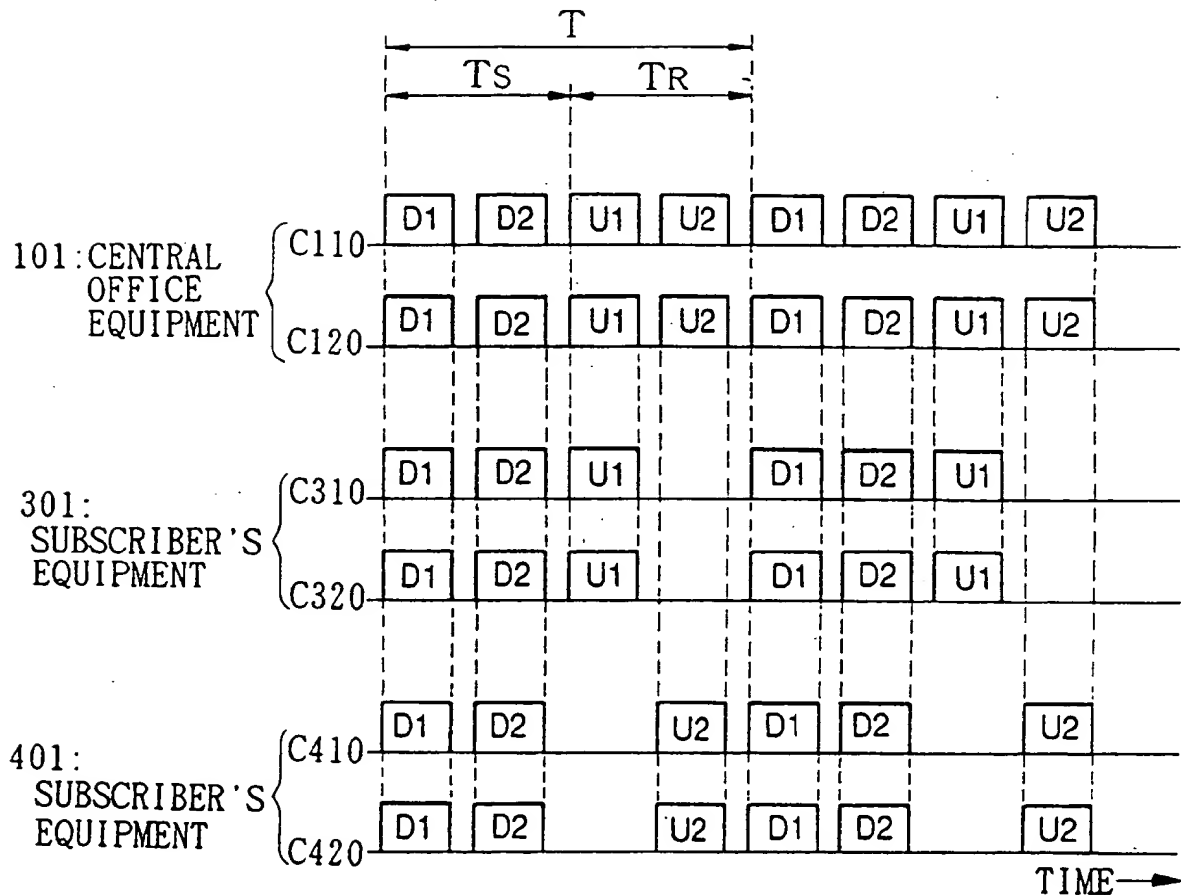 T
TS TR
C110 D1 D2 U1 U2 D1 D2 U1 U2
101:CENTRAL
OFFICE
EQUIPMENT
C120 D1 D2 U1 U2 D1 D2 U1 U2
C310 D1 D2 U1 D1 D2 U1
301:
SUBSCRIBER'S
EQUIPMENT
C320 D1 D2 U1 D1 D2 U1
C410 D1 D2 U2 D1 D2 U2
401:
SUBSCRIBER'S
EQUIPMENT
C420 D1 D2 U2 D1 D2 U2
TIME